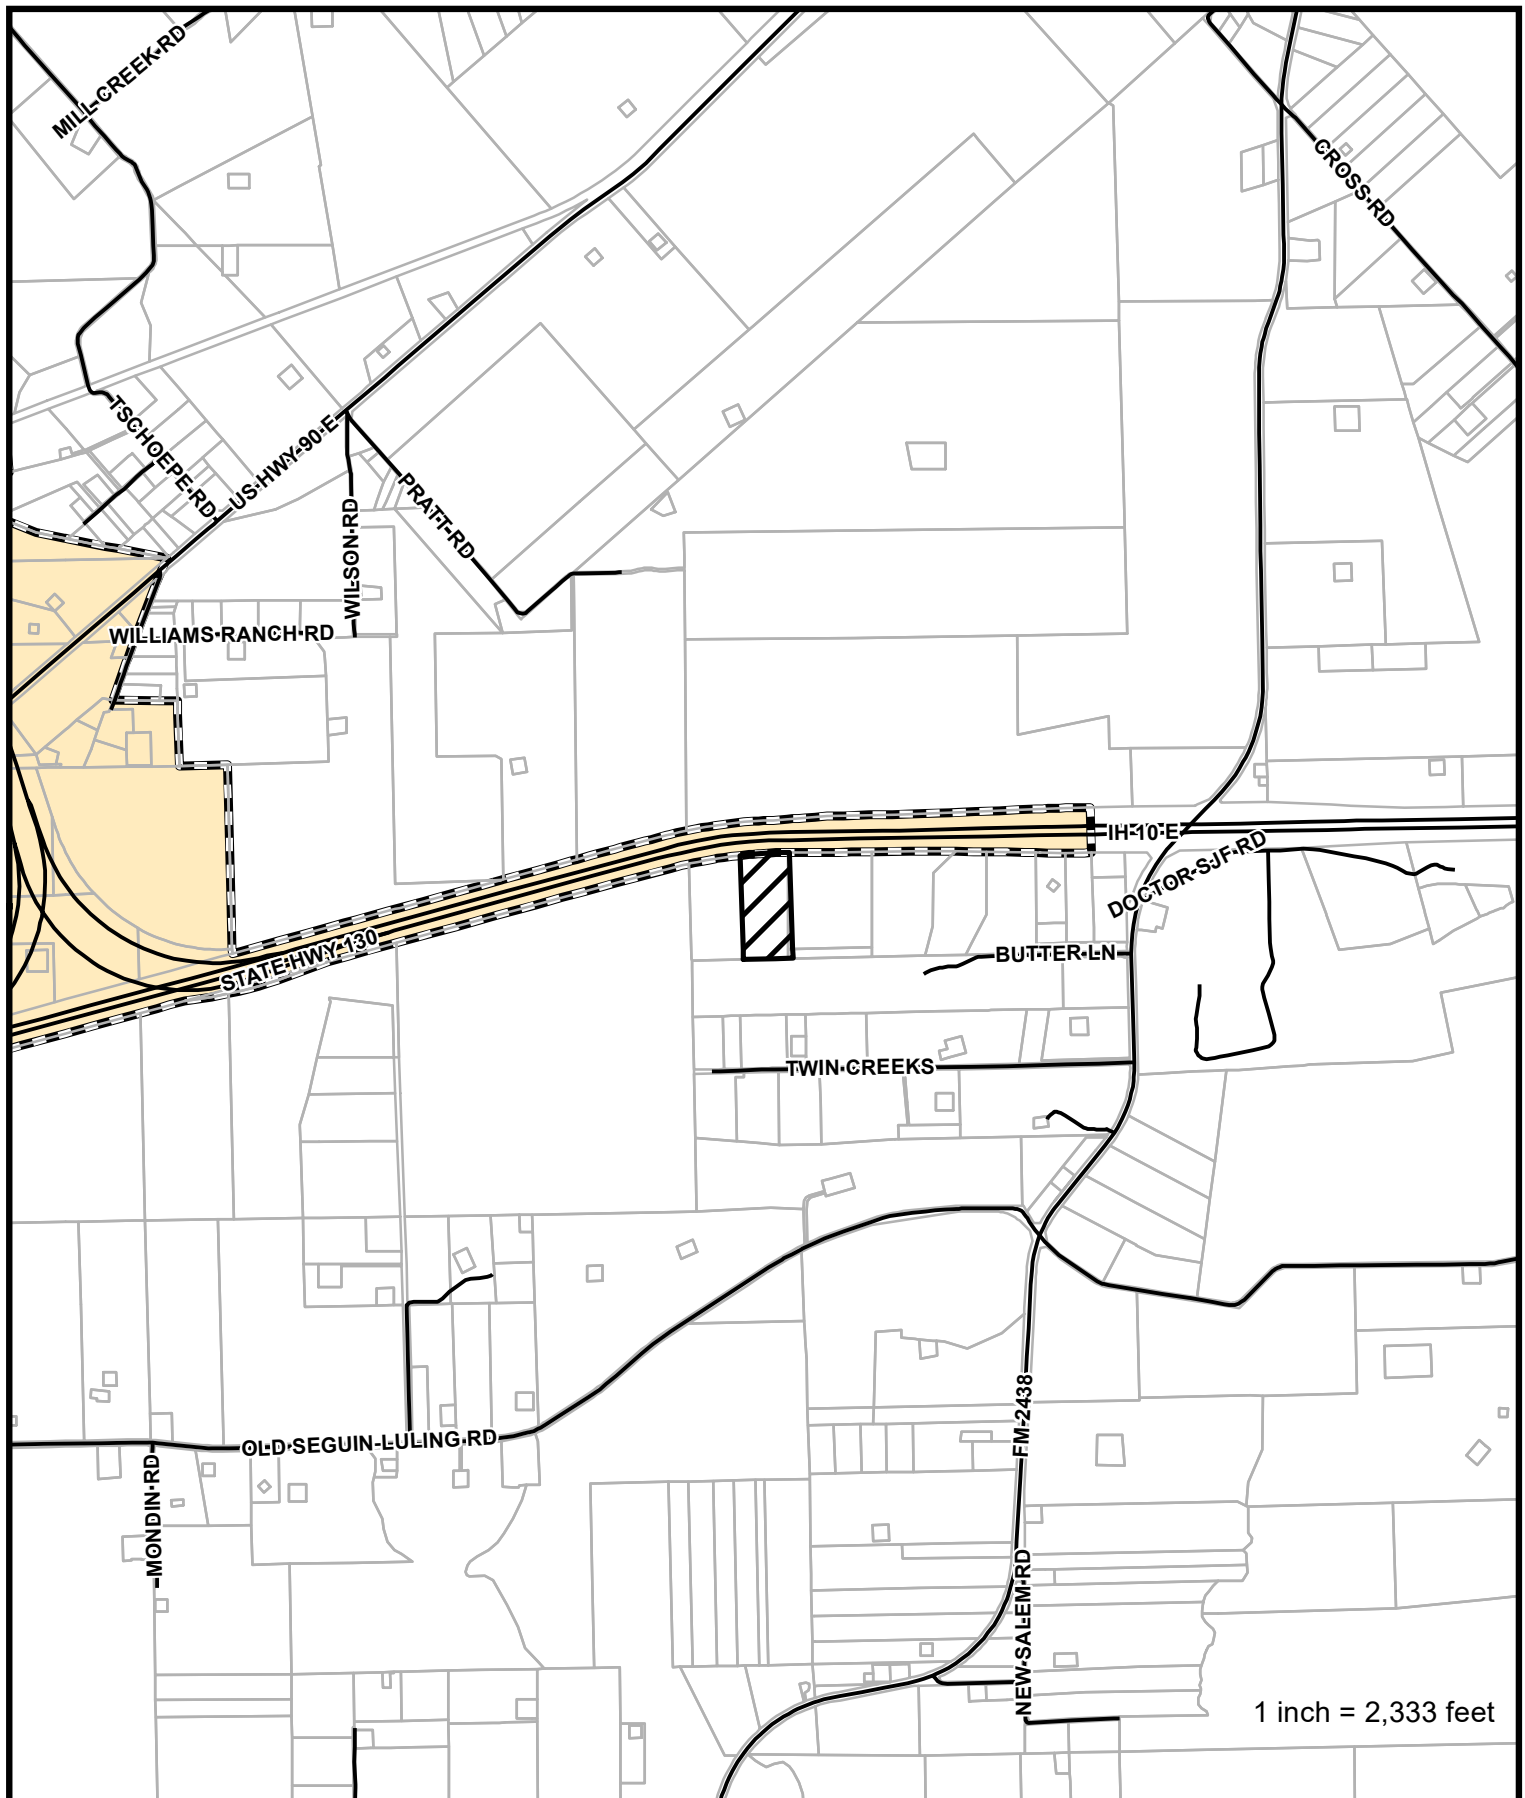 MILL CREEK RD
CROSS RD
TSCHOEPE RD
US HWY 90 E
PRATT RD
WILSON RD
WILLIAMS RANCH RD
IH 10 E
DOCTOR SJF RD
STATE HWY 130
BUTTER LN
TWIN CREEKS
FM 2438
OLD SEGUIN-LULING RD
MONDIN RD
NEW SALEM RD
1 inch = 2,333 feet